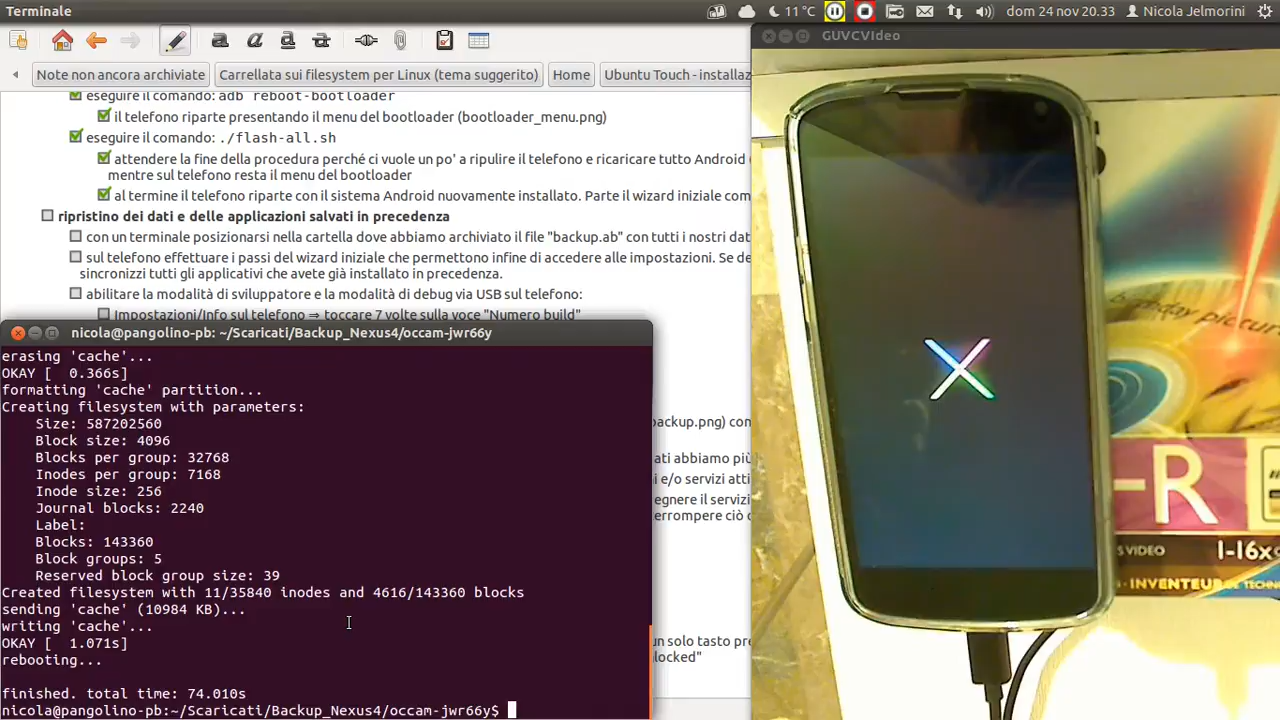 Terminale
11 °C
dom 24 nov 20.33
Nicola Jelmorini
GUVCVIdeo
Note non ancora archiviate
Carrellata sui filesystem per Linux (tema suggerito)
Home
Ubuntu Touch - installaz
eseguire il comando: adb reboot-bootloader
il telefono riparte presentando il menu del bootloader (bootloader_menu.png)
eseguire il comando: ./flash-all.sh
attendere la fine della procedura perché ci vuole un po' a ripulire il telefono e ricaricare tutto Android (
mentre sul telefono resta il menu del bootloader
al termine il telefono riparte con il sistema Android nuovamente installato. Parte il wizard iniziale com
ripristino dei dati e delle applicazioni salvati in precedenza
con un terminale posizionarsi nella cartella dove abbiamo archiviato il file "backup.ab" con tutti i nostri dat
sul telefono effettuare i passi del wizard iniziale che permettono infine di accedere alle impostazioni. Se de
sincronizzi tutti gli applicativi che avete già installato in precedenza.
abilitare la modalità di sviluppatore e la modalità di debug via USB sul telefono:
Impostazioni/Info sul telefono ⇒ toccare 7 volte sulla voce "Numero build"
backup.png) con
ati abbiamo più
i e/o servizi atti
egnere il servizi
errompere ciò c
un solo tasto pre
locked"
nicola@pangolino-pb: ~/Scaricati/Backup_Nexus4/occam-jwr66y
erasing 'cache'...
OKAY [  0.366s]
formatting 'cache' partition...
Creating filesystem with parameters:
Size: 587202560
Block size: 4096
Blocks per group: 32768
Inodes per group: 7168
Inode size: 256
Journal blocks: 2240
Label:
Blocks: 143360
Block groups: 5
Reserved block group size: 39
Created filesystem with 11/35840 inodes and 4616/143360 blocks
sending 'cache' (10984 KB)...
writing 'cache'...
OKAY [  1.071s]
rebooting...
finished. total time: 74.010s
nicola@pangolino-pb:~/Scaricati/Backup_Nexus4/occam-jwr66y$
birthday picture
-R
S VIDEO
1-16x
· INVENTEUR